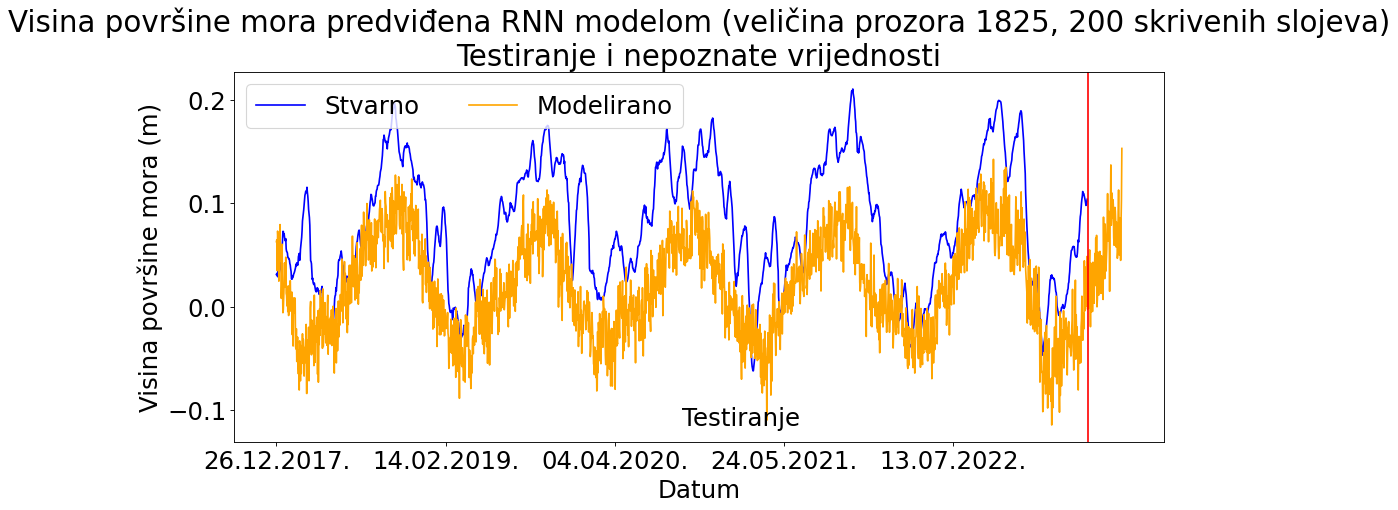 Visina površine mora predviđena RNN modelom (veličina prozora 1825, 200 skrivenih slojeva)
Testiranje i nepoznate vrijednosti
Stvarno
Modelirano
Visina površine mora (m)
0.2
0.1
0.0
−0.1
Testiranje
26.12.2017.
14.02.2019.
04.04.2020.
24.05.2021.
13.07.2022.
Datum